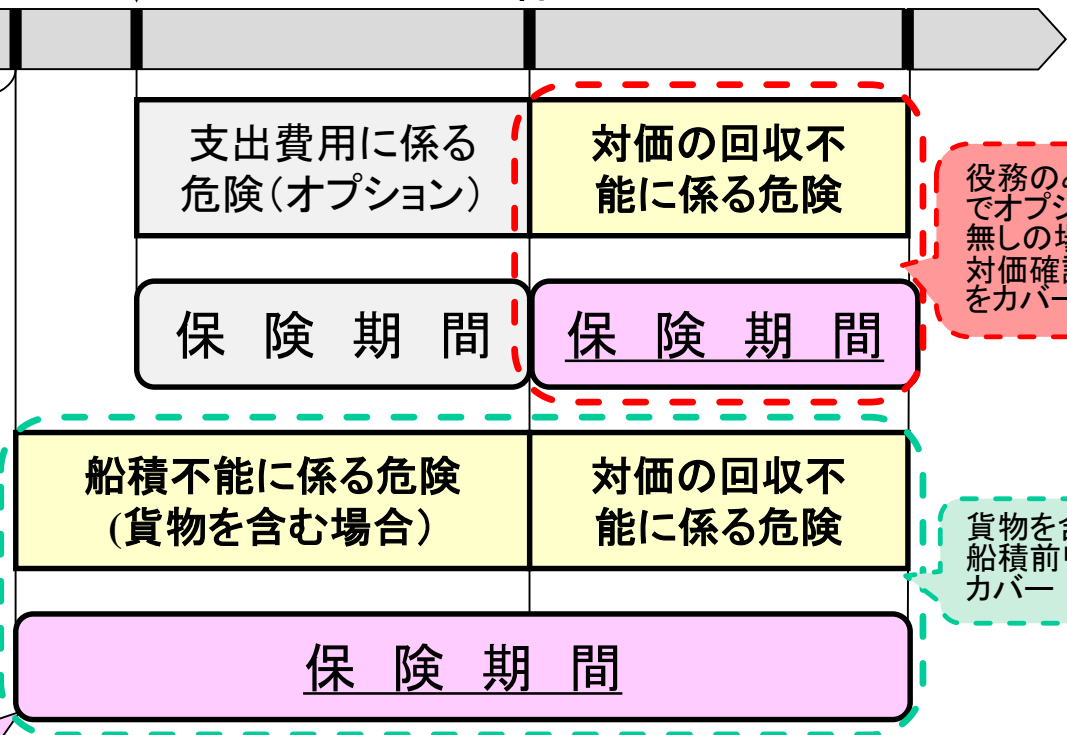 支出費用に係る
危険（オプション）
対価の回収不
能に係る危険
役務の
でオプシ
無しの場
対価確認
をカバー
保 険 期 間
保 険 期 間
船積不能に係る危険
(貨物を含む場合）
対価の回収不
能に係る危険
貨物を含
船積前
カバー
保 険 期 間